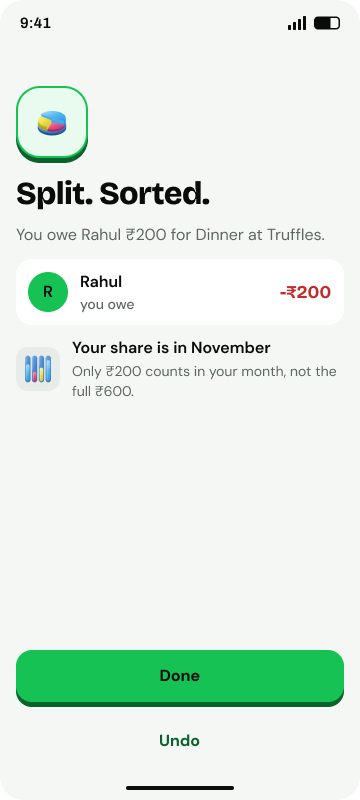 9:41
Split. Sorted.
You owe Rahul ₹200 for Dinner at Truffles.
R
Rahul
you owe
-₹200
Your share is in November
Only ₹200 counts in your month, not the
full ₹600.
Done
Undo